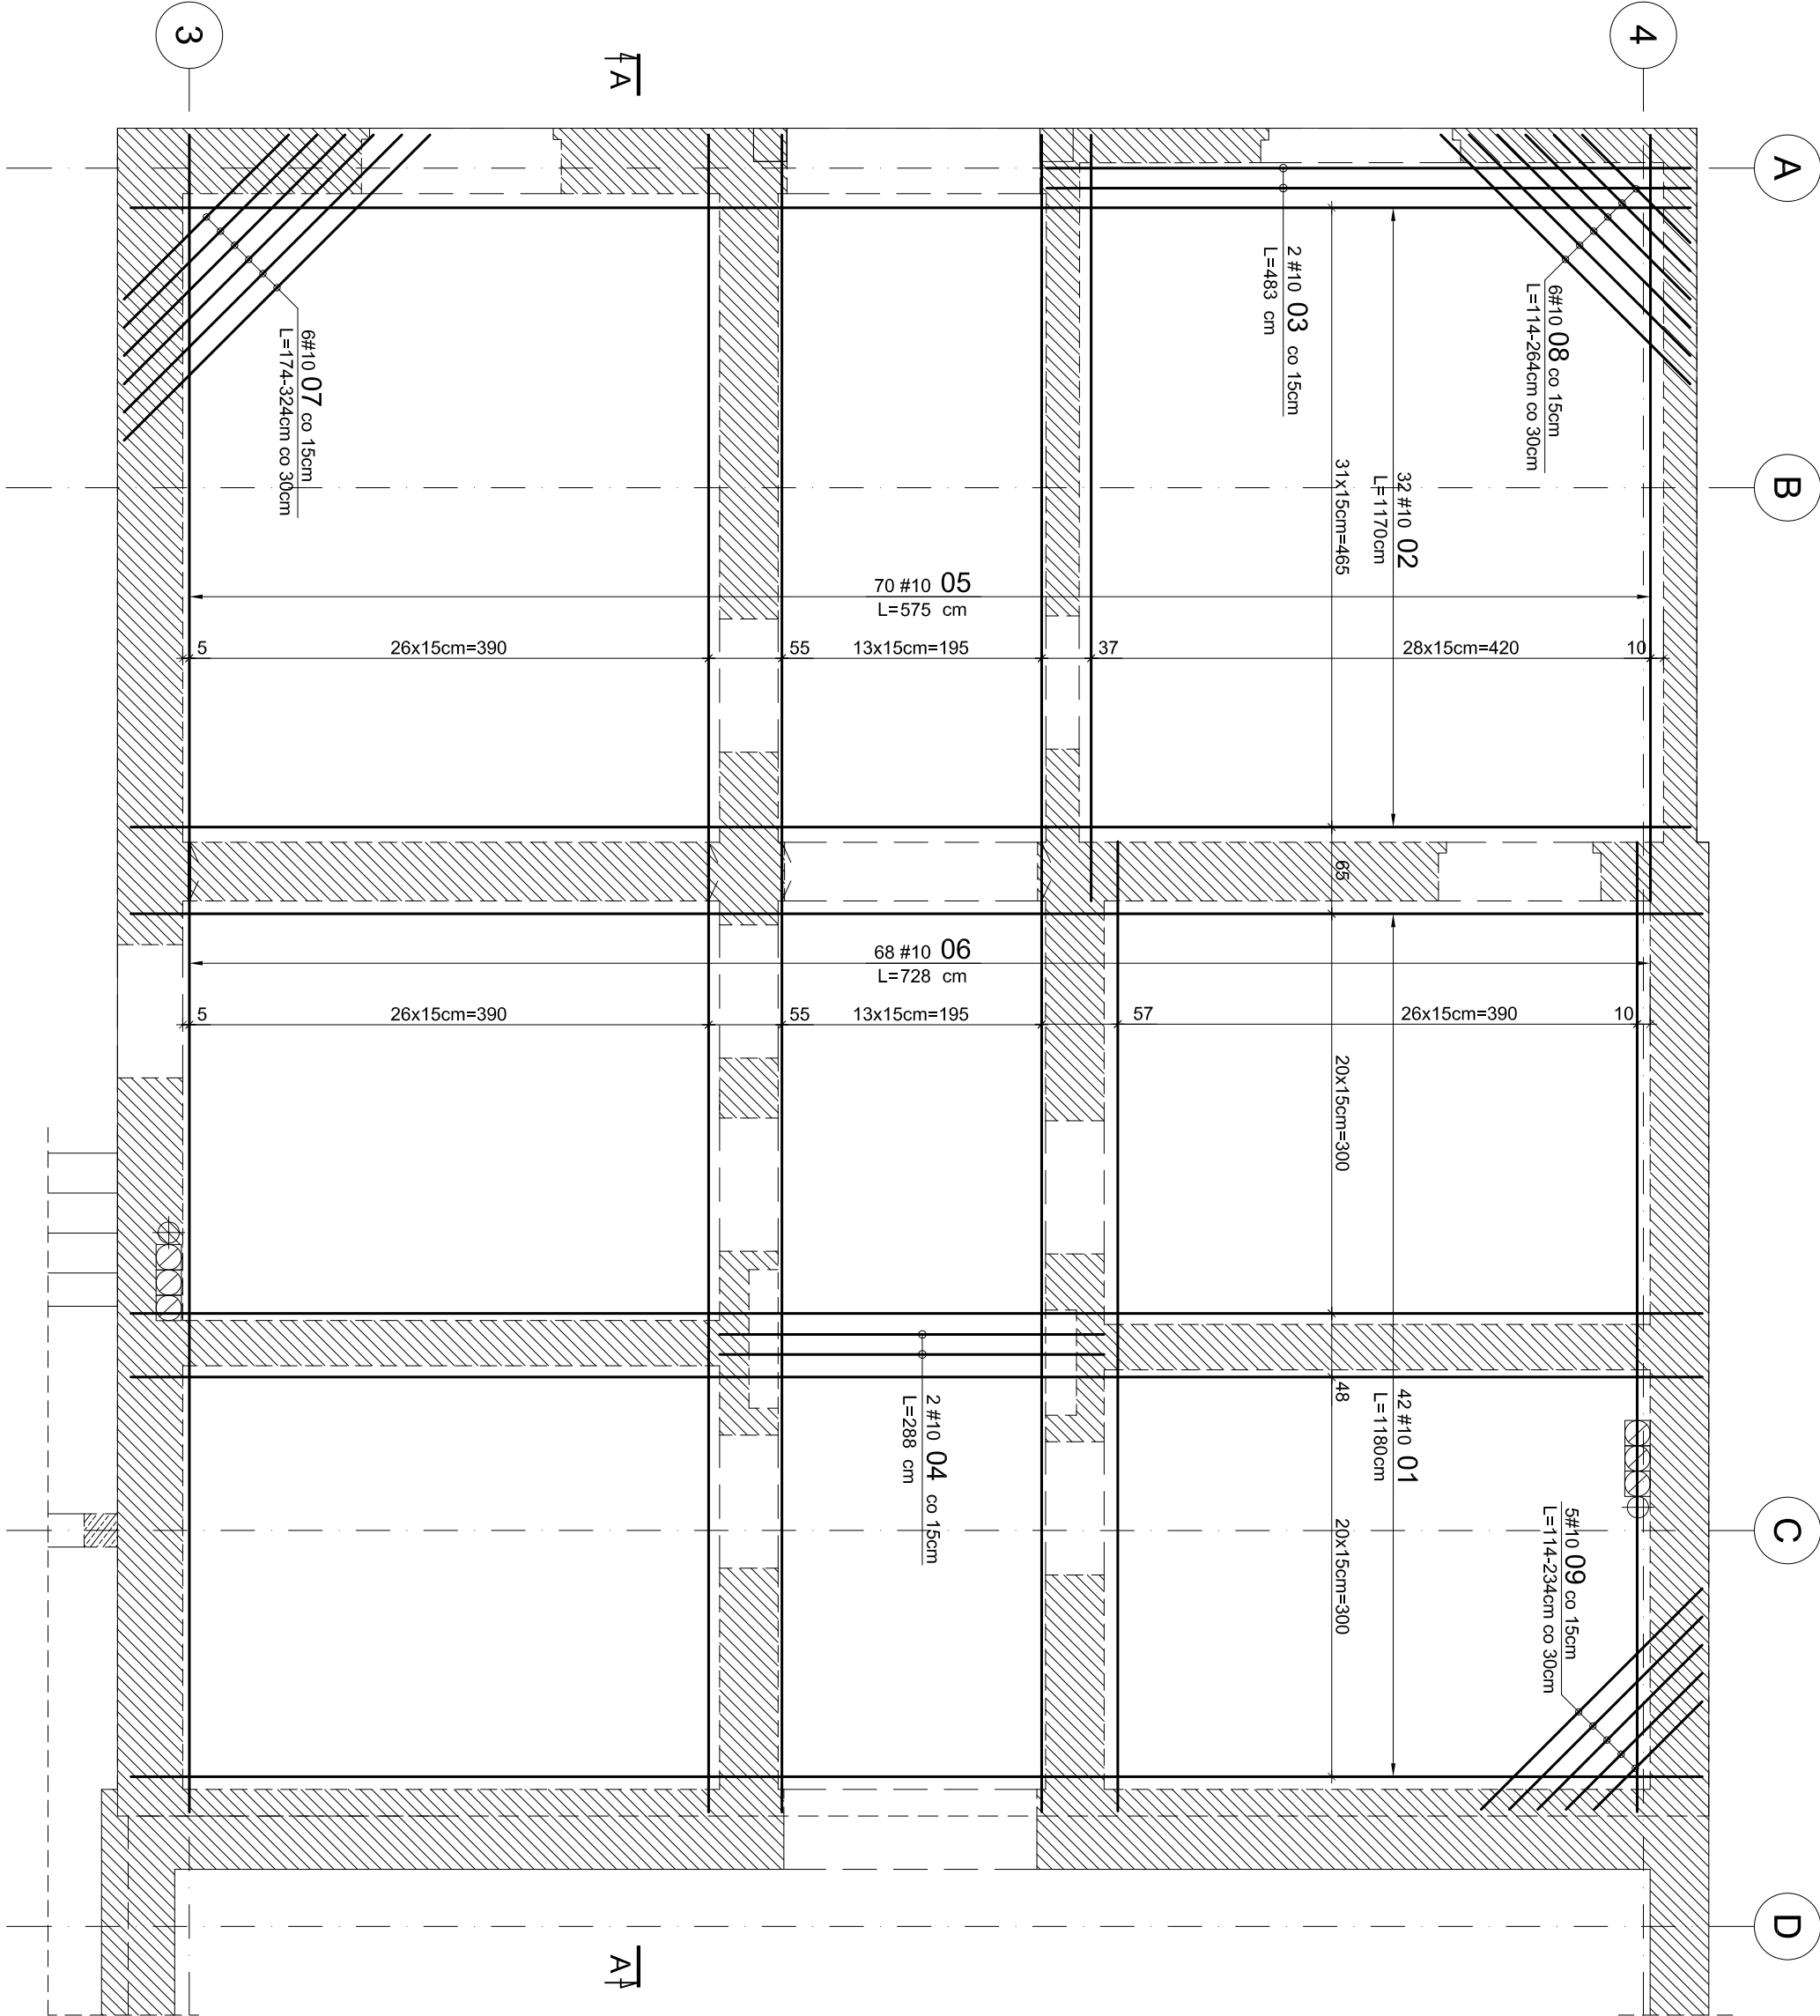 3
4
A
A
B
C
D
A
2 #10 03 co 15cm
L=483 cm
6#10 08 co 15cm
L=114-264cm co 30cm
6#10 07 co 15cm
L=174-324cm co 30cm
32 #10 02
L=1170cm
31x15cm=465
70 #10 05
L=575 cm
5
26x15cm=390
55
13x15cm=195
37
28x15cm=420
10
65
68 #10 06
L=728 cm
5
26x15cm=390
55
13x15cm=195
57
26x15cm=390
10
20x15cm=300
48
42 #10 01
L=1180cm
2 #10 04 co 15cm
L=288 cm
20x15cm=300
5#10 09 co 15cm
L=114-234cm co 30cm